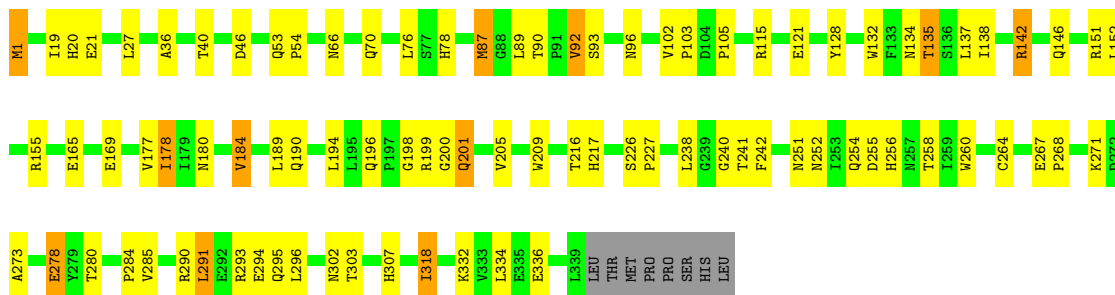 M1 I19 H20 E21 L27 A36 T40 D46 Q53 P54 N66 Q70 L76 S77 H78 M87 G88 L89 T90 P91 V92 S93 N96 V102 P103 D104 P105 R115 E121 Y128 W132 F133 N134 T135 S136 L137 I138 R142 Q146 R151
R155 E165 E169 V177 I178 I179 N180 V184 L189 Q190 L194 L195 Q196 P197 G198 R199 G200 Q201 V205 W209 T216 H217 S226 P227 L238 G239 G240 T241 F242 N251 N252 I253 Q254 D255 H256 N257 T258 I259 W260 C264 E267 P268 K271
A273 E278 Y279 T280 P284 V285 R290 L291 E292 R293 E294 Q295 L296 N302 T303 H307 I318 K332 V333 L334 E335 E336 L339 LEU THR MET PRO PRO SER HIS LEU